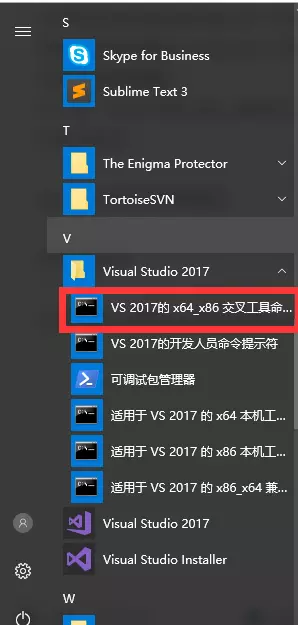 S
Skype for Business
Sublime Text 3
T
The Enigma Protector
TortoiseSVN
V
Visual Studio 2017
VS 2017的 x64_x86 交叉工具命...
VS 2017的开发人员命令提示符
可调试包管理器
适用于 VS 2017 的 x64 本机工...
适用于 VS 2017 的 x86 本机工...
适用于 VS 2017 的 x86_x64 兼...
Visual Studio 2017
Visual Studio Installer
W